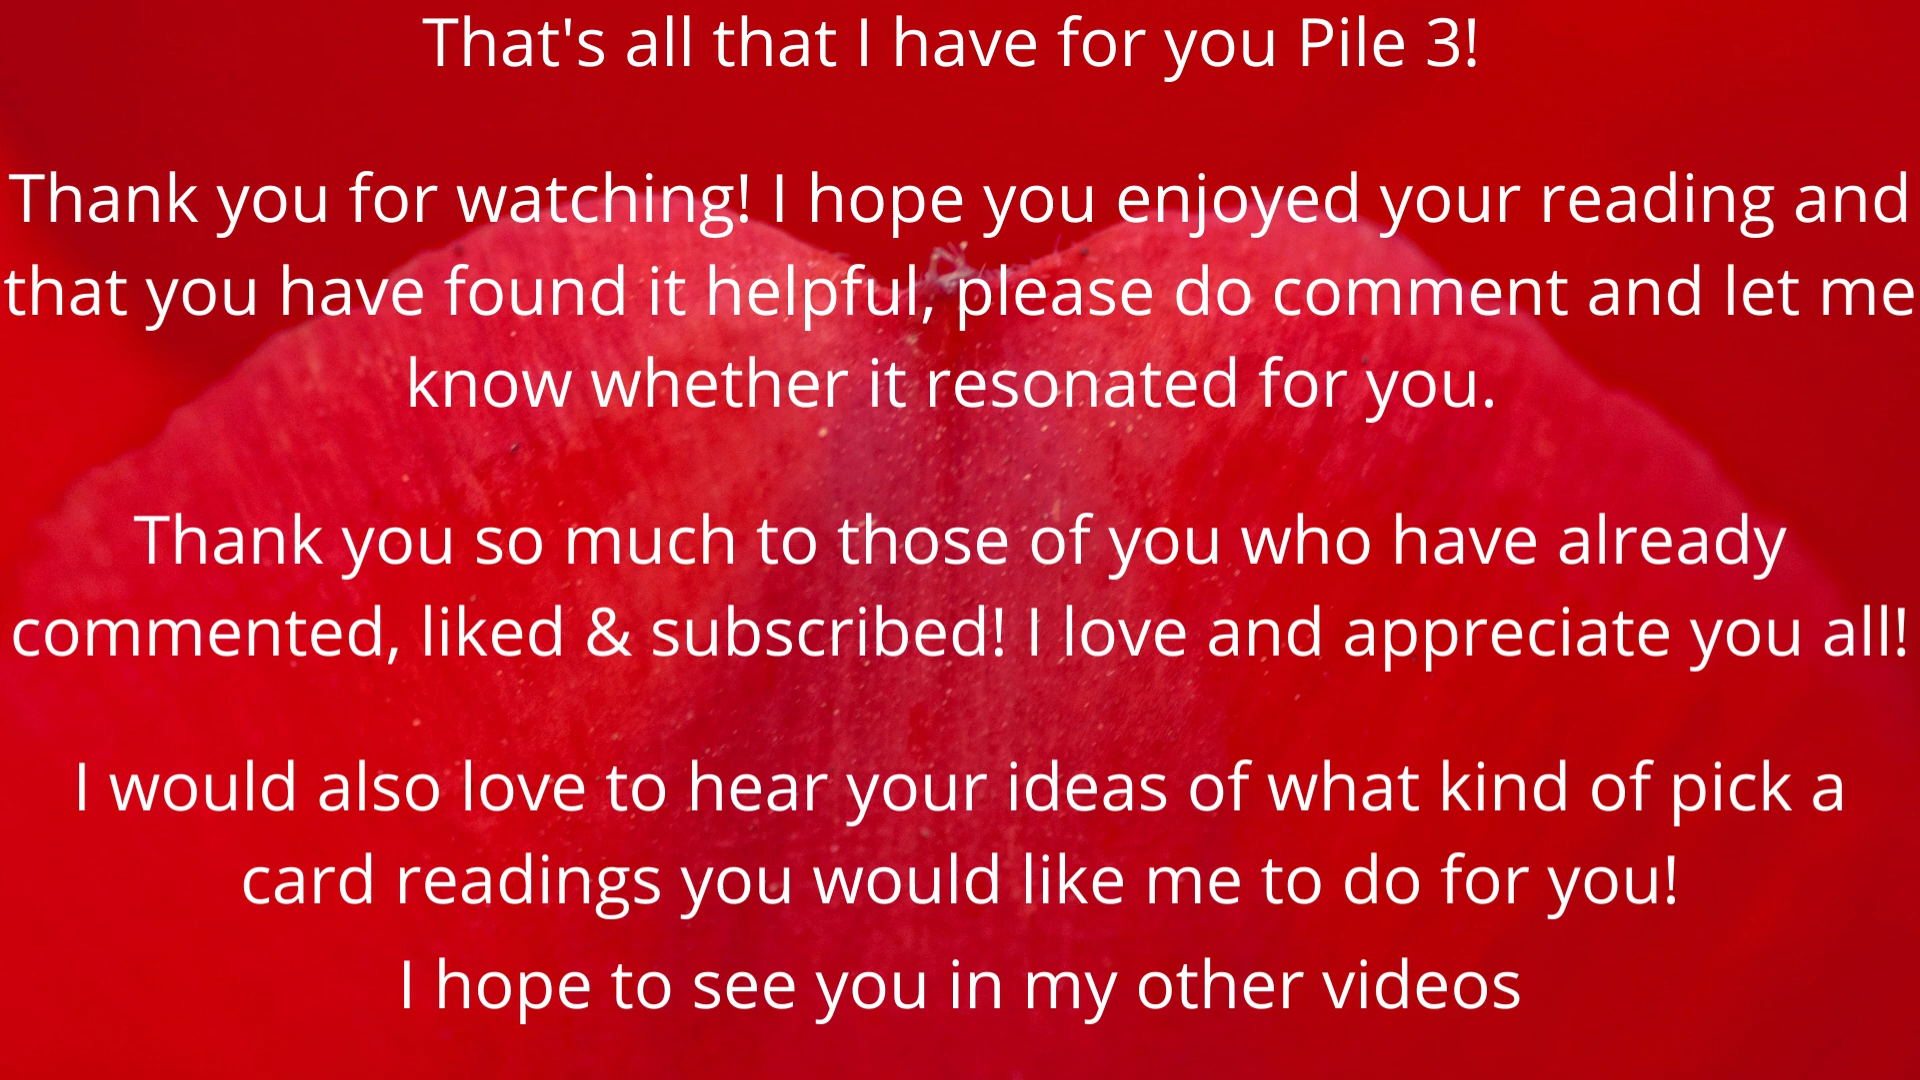 That's all that I have for you Pile 3!
Thank you for watching! I hope you enjoyed your reading and
that you have found it helpful, please do comment and let me
know whether it resonated for you.
Thank you so much to those of you who have already
commented, liked & subscribed! I love and appreciate you all!
I would also love to hear your ideas of what kind of pick a
card readings you would like me to do for you!
I hope to see you in my other videos